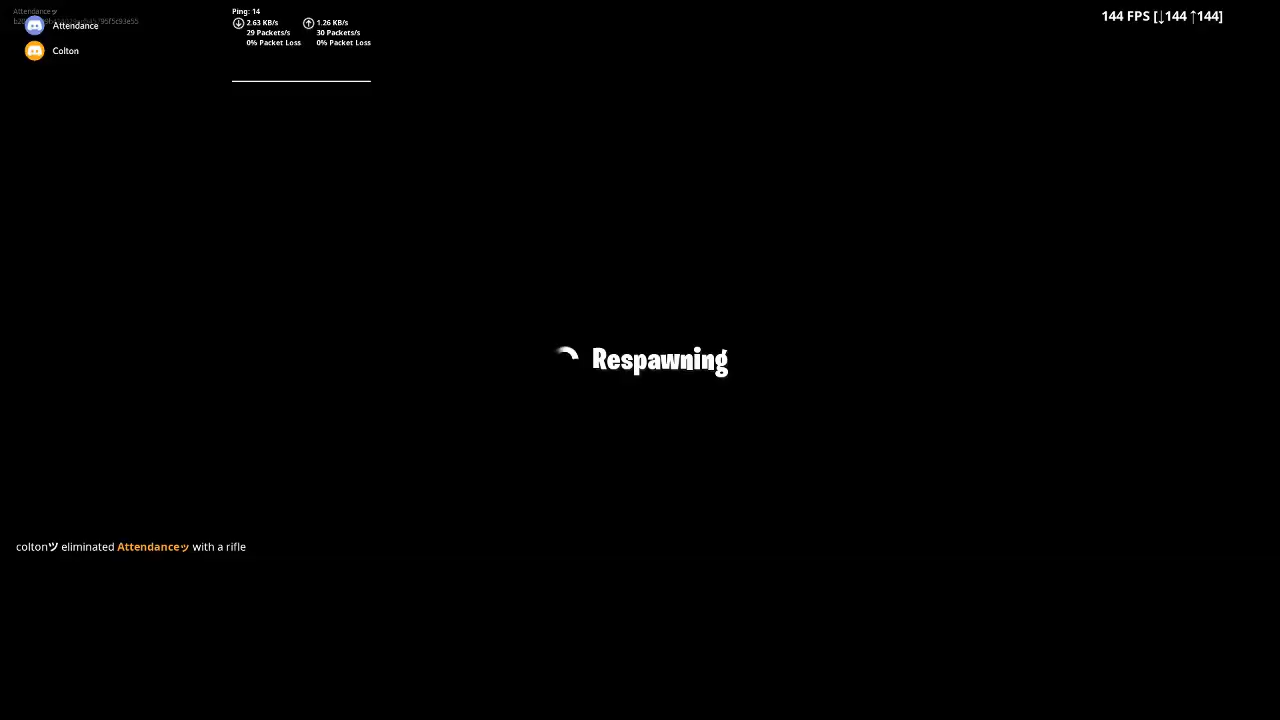 Attendanceッ
Attendance
Colton
Ping: 14
2.63 KB/s 1.26 KB/s
29 Packets/s 30 Packets/s
0% Packet Loss 0% Packet Loss
144 FPS [↓144 ↑144]
Respawning
coltonツ eliminated Attendanceッ with a rifle